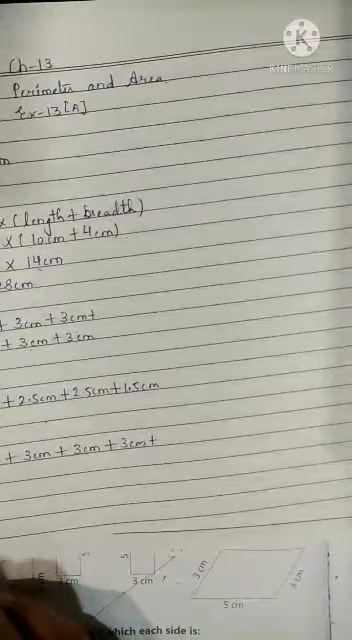 KINEMASTER
Ch-13
Perimeter and Area
Ex-13[A]
m
x (length + breadth)
x (10cm + 4cm)
x 14cm
28cm
+ 3cm + 3cm +
+ 3cm + 3cm
+ 2.5cm + 2.5cm + 1.5cm
+ 3cm + 3cm + 3cm +
3 cm
3 cm
3 cm
3 cm
5 cm
which each side is: